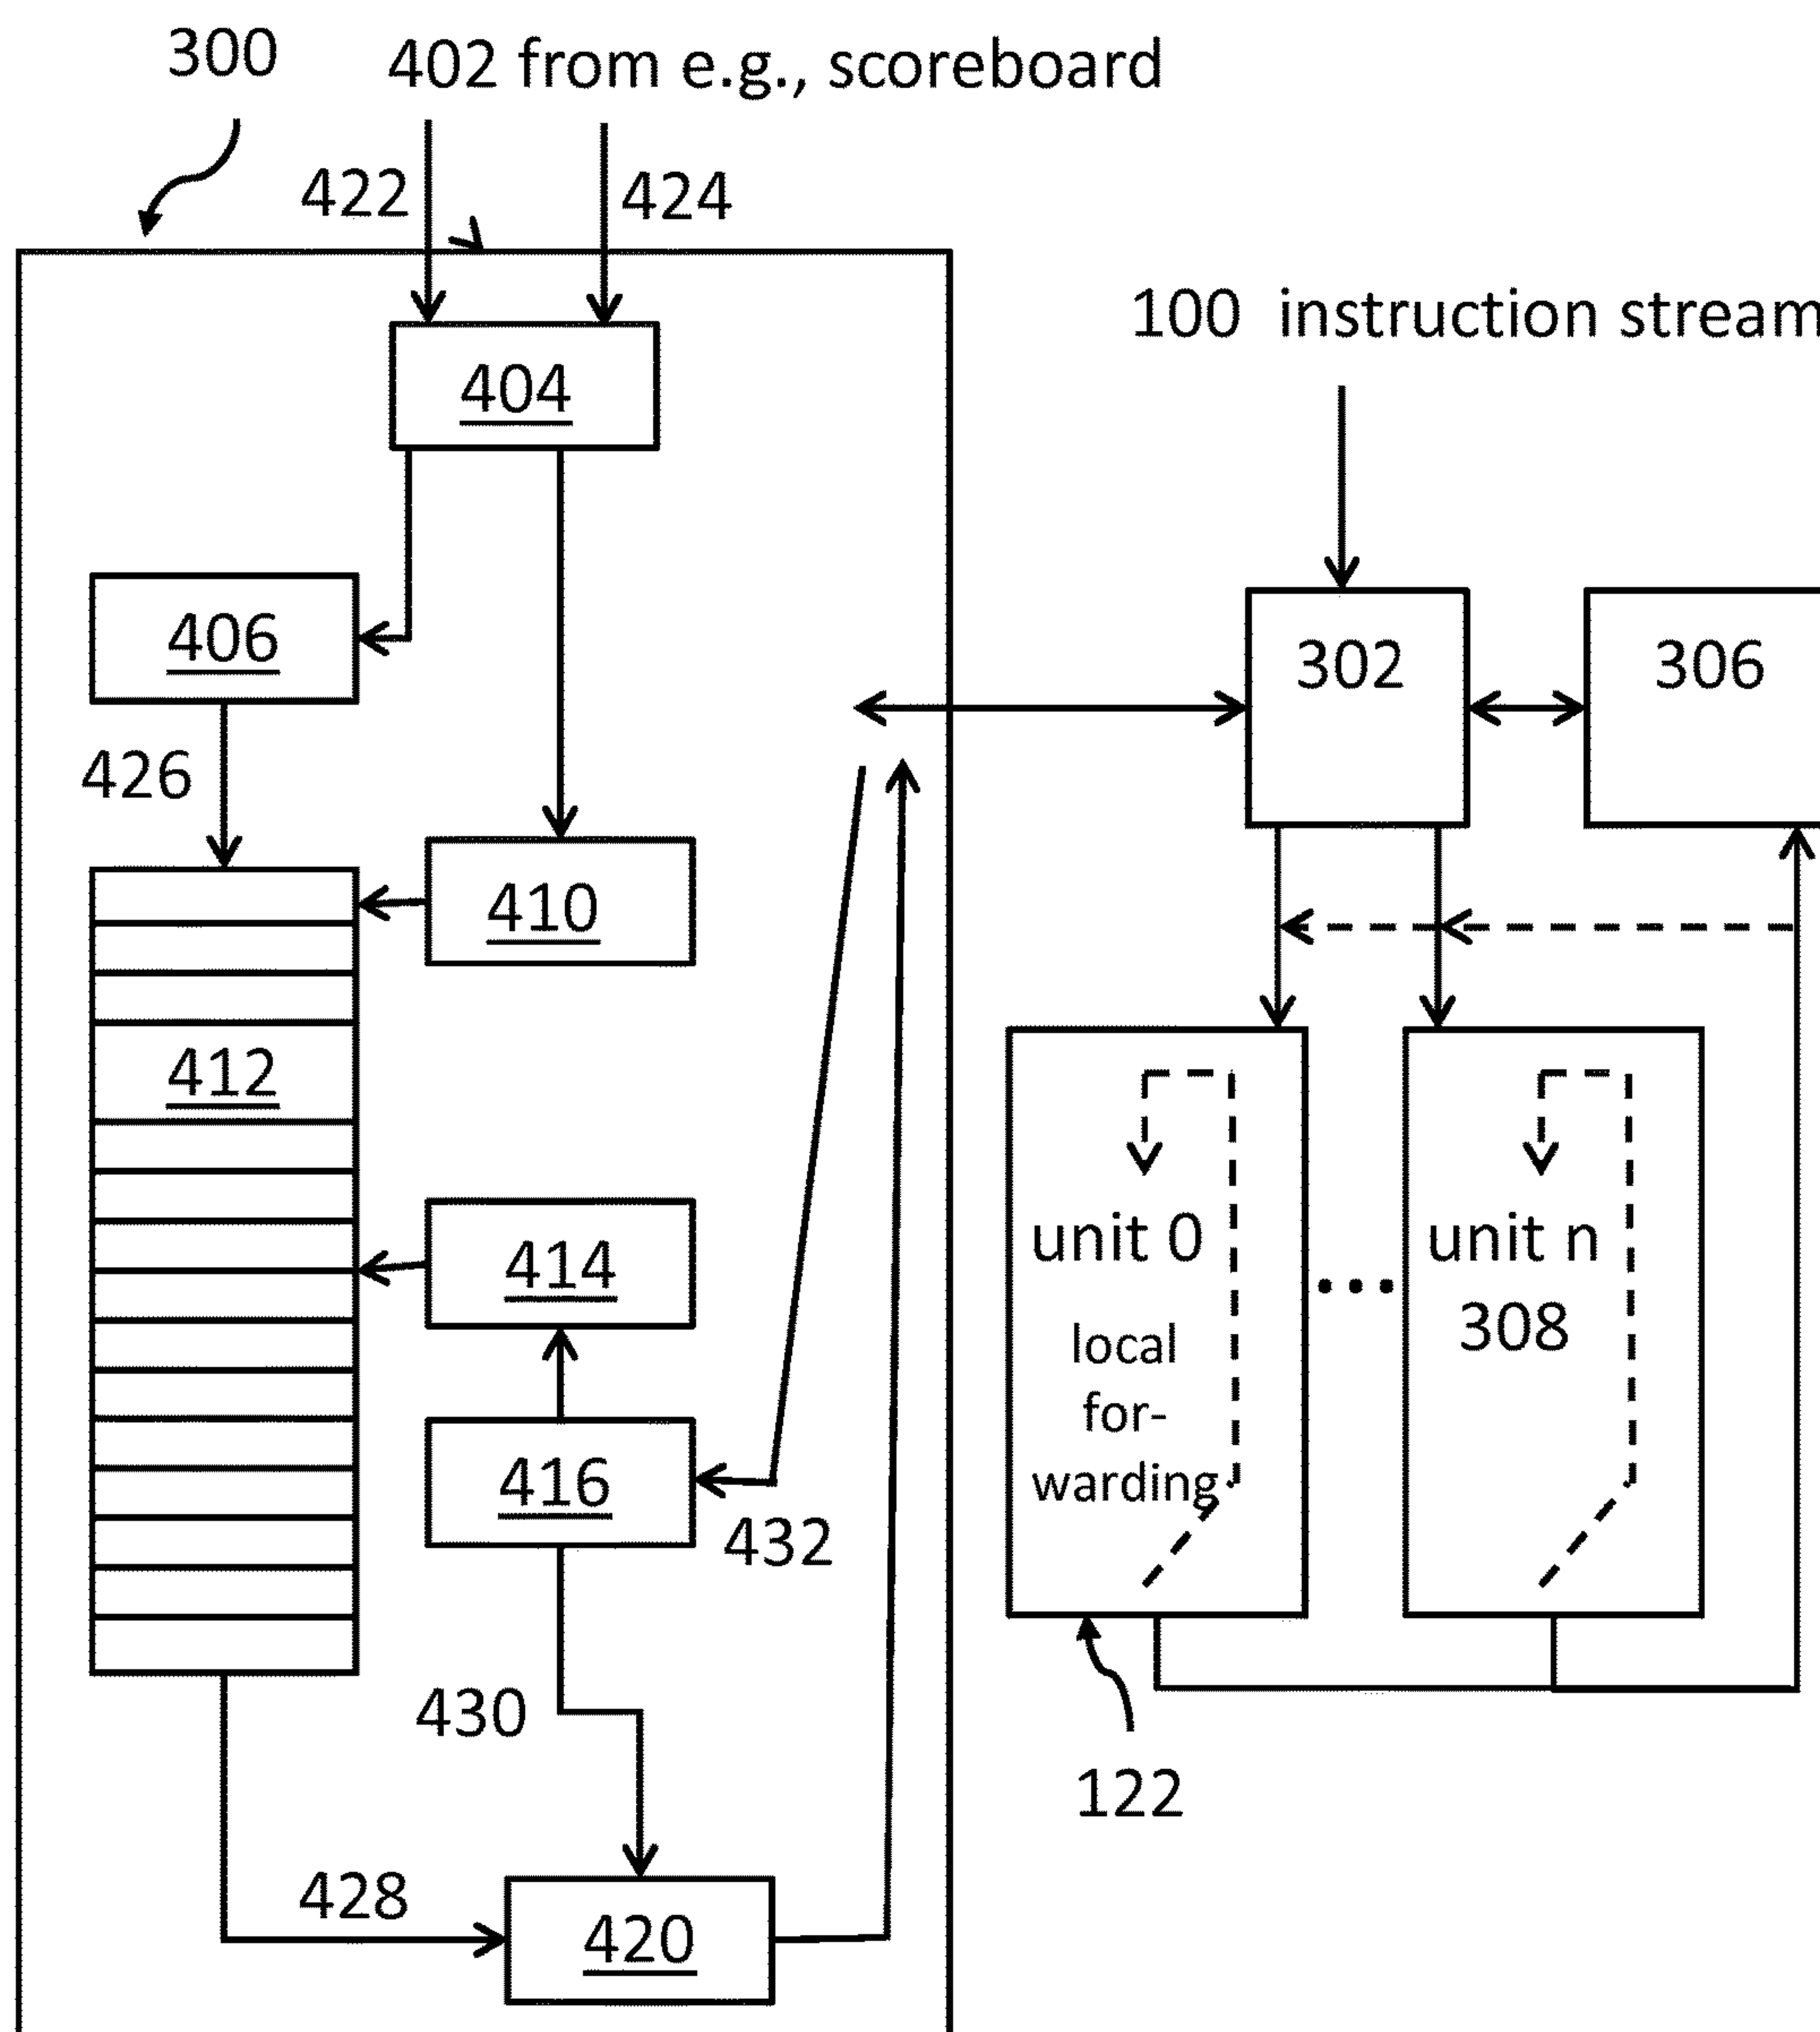 300
402 from e.g., scoreboard
422
424
100 instruction stream
404
406
302
306
426
410
412
414
unit 0
unit n
308
local
for-
warding
416
432
430
122
428
420